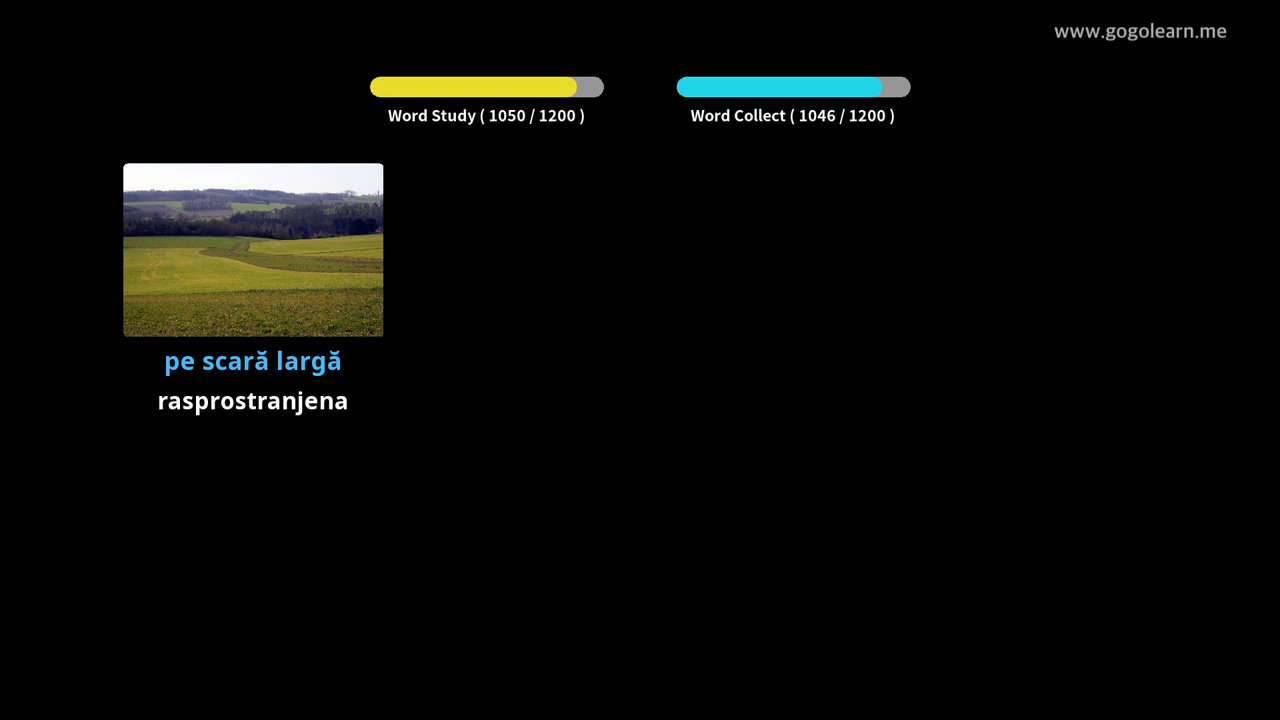 www.gogolearn.me
Word Study ( 1050 / 1200 )
Word Collect ( 1046 / 1200 )
pe scară largă
rasprostranjena